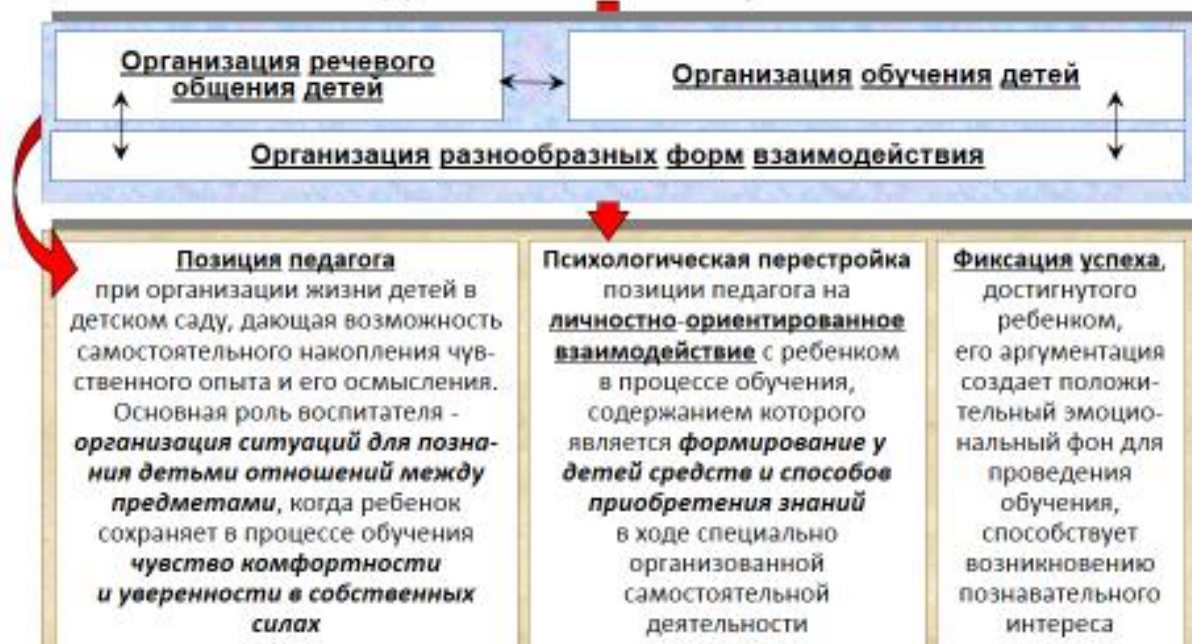 Организация речевого
общения детей
Организация обучения детей
Организация разнообразных форм взаимодействия
Позиция педагога
при организации жизни детей в
детском саду, дающая возможность
самостоятельного накопления чув-
ственного опыта и его осмысления.
Основная роль воспитателя -
организация ситуаций для позна-
ния детьми отношений между
предметами, когда ребенок
сохраняет в процессе обучения
чувство комфортности
и уверенности в собственных
силах
Психологическая перестройка
позиции педагога на
личностно-ориентированное
взаимодействие с ребенком
в процессе обучения,
содержанием которого
является формирование у
детей средств и способов
приобретения знаний
в ходе специально
организованной
самостоятельной
деятельности
Фиксация успеха,
достигнутого
ребенком,
его аргументация
создает положи-
тельный эмоцио-
нальный фон для
проведения
обучения,
способствует
возникновению
познавательного
интереса